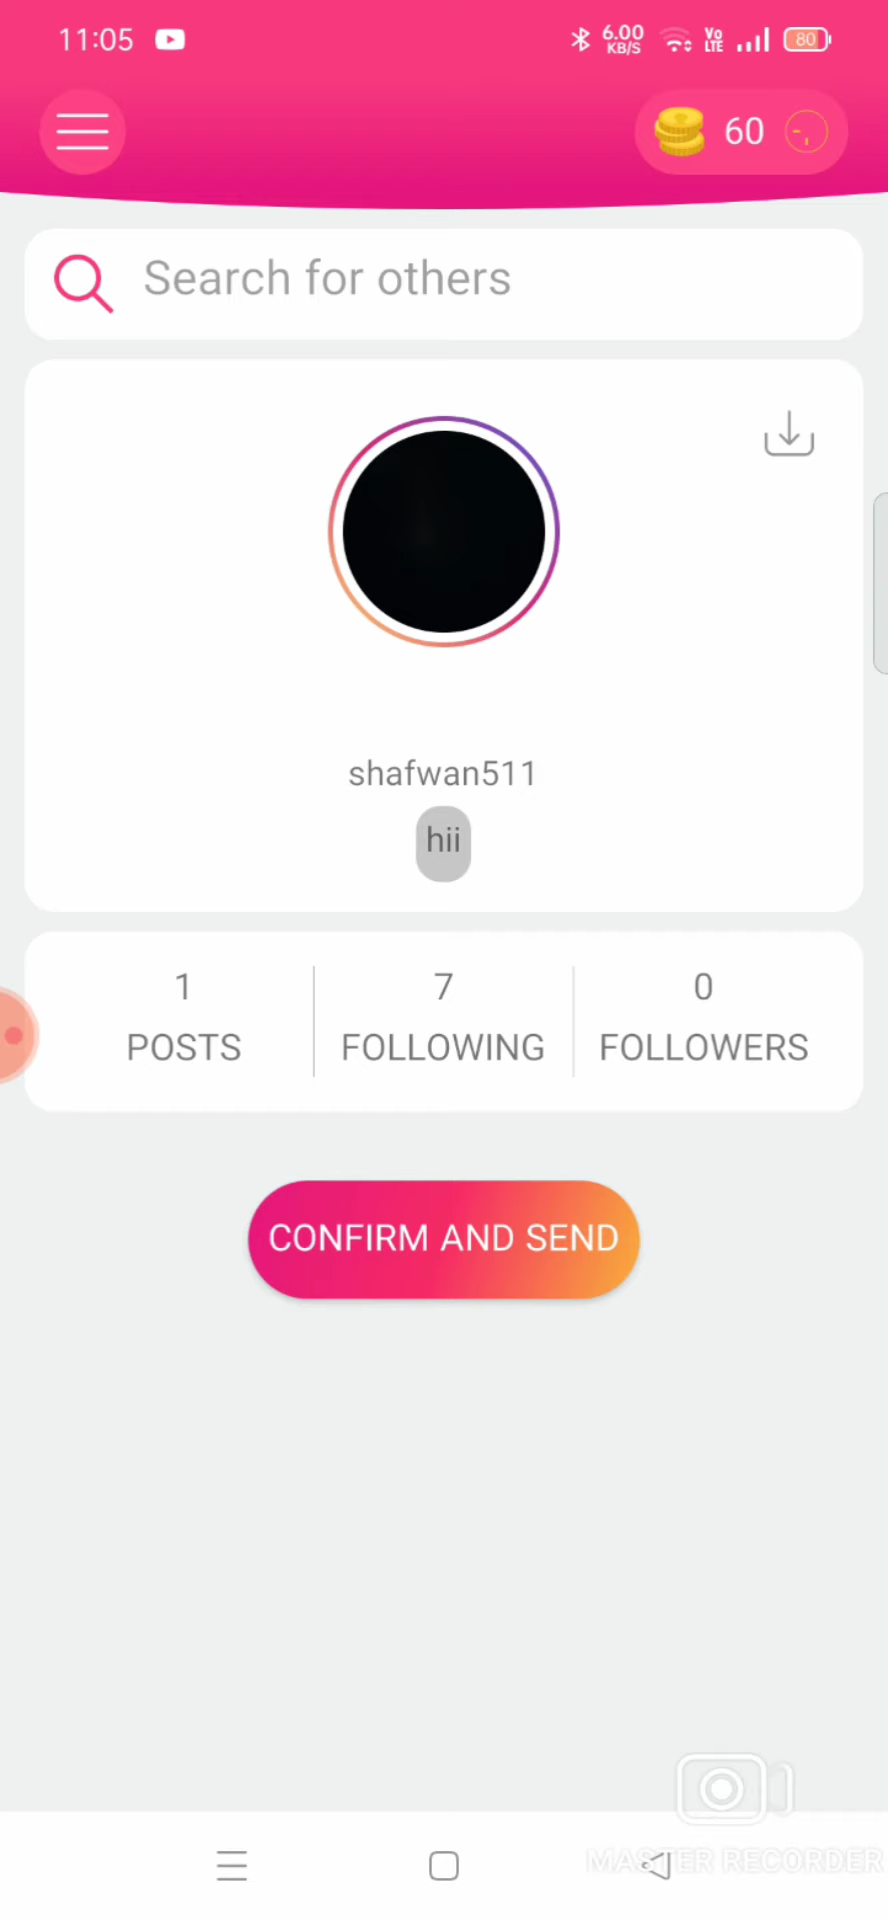 11:05
6.00
KB/S
Vo
LTE
80
60
Search for others
shafwan511
hii
1
POSTS
7
FOLLOWING
0
FOLLOWERS
CONFIRM AND SEND
MASTER RECORDER